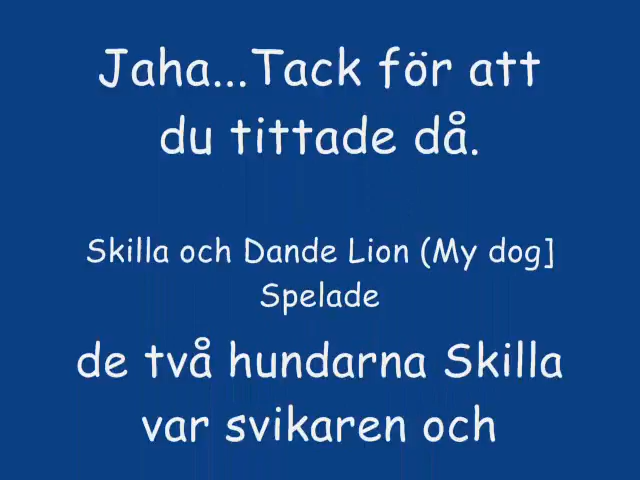 Jaha...Tack för att
du tittade då.
Skilla och Dande Lion (My dog]
Spelade
de två hundarna Skilla
var svikaren och